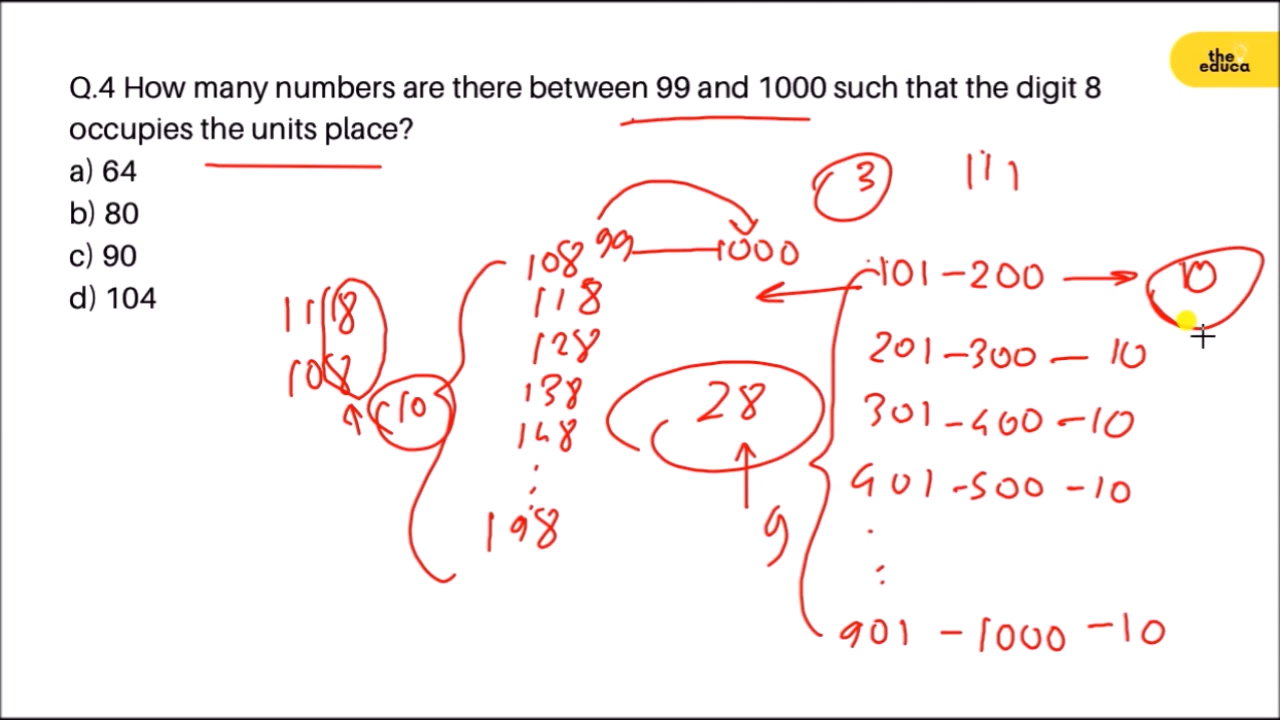 the
educa
Q.4 How many numbers are there between 99 and 1000 such that the digit 8
occupies the units place?
a) 64
b) 80
c) 90
d) 104
3
111
99 — 1000
108
118
128
138
148
:
198
118
108
10
28
9
101 - 200 → 10
201 - 300 - 10
301 - 400 - 10
401 - 500 - 10
:
901 - 1000 - 10